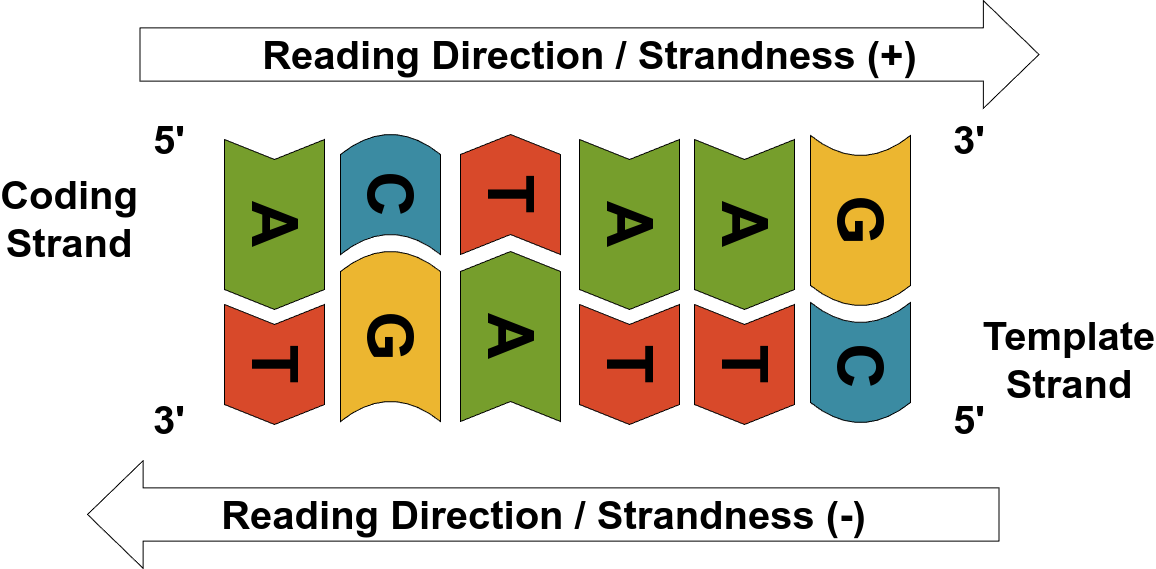 Reading Direction / Strandness (+)
5' 3'
Coding
Strand
A C T A A G
T G A T T C
Template
Strand
3' 5'
Reading Direction / Strandness (-)